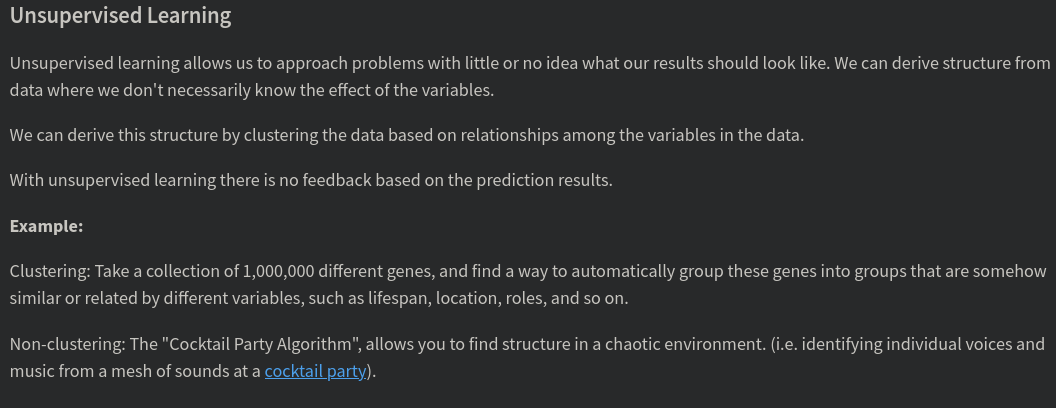 Unsupervised Learning
Unsupervised learning allows us to approach problems with little or no idea what our results should look like. We can derive structure from
data where we don't necessarily know the effect of the variables.
We can derive this structure by clustering the data based on relationships among the variables in the data.
With unsupervised learning there is no feedback based on the prediction results.
Example:
Clustering: Take a collection of 1,000,000 different genes, and find a way to automatically group these genes into groups that are somehow
similar or related by different variables, such as lifespan, location, roles, and so on.
Non-clustering: The "Cocktail Party Algorithm", allows you to find structure in a chaotic environment. (i.e. identifying individual voices and
music from a mesh of sounds at a cocktail party).